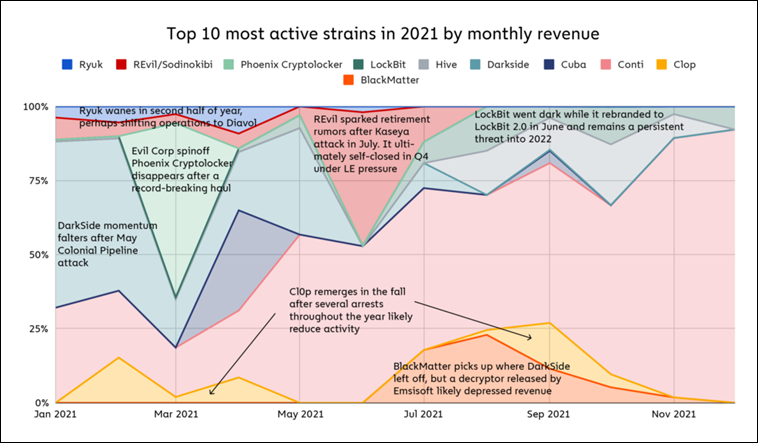 Top 10 most active strains in 2021 by monthly revenue
Ryuk REvil/Sodinokibi Phoenix Cryptolocker LockBit Hive Darkside Cuba Conti Clop
BlackMatter
100%
75%
50%
25%
0%
Ryuk wanes in second half of year,
perhaps shifting operations to Diavol
Evil Corp spinoff
Phoenix Cryptolocker
disappears after a
record-breaking haul
DarkSide momentum
falters after May
Colonial Pipeline
attack
REvil sparked retirement
rumors after Kaseya
attack in July. It ulti-
mately self-closed in Q4
under LE pressure
LockBit went dark while it rebranded to
LockBit 2.0 in June and remains a persistent
threat into 2022
Cl0p remerges in the fall
after several arrests
throughout the year likely
reduce activity
BlackMatter picks up where DarkSide
left off, but a decryptor released by
Emsisoft likely depressed revenue
Jan 2021 Mar 2021 May 2021 Jul 2021 Sep 2021 Nov 2021